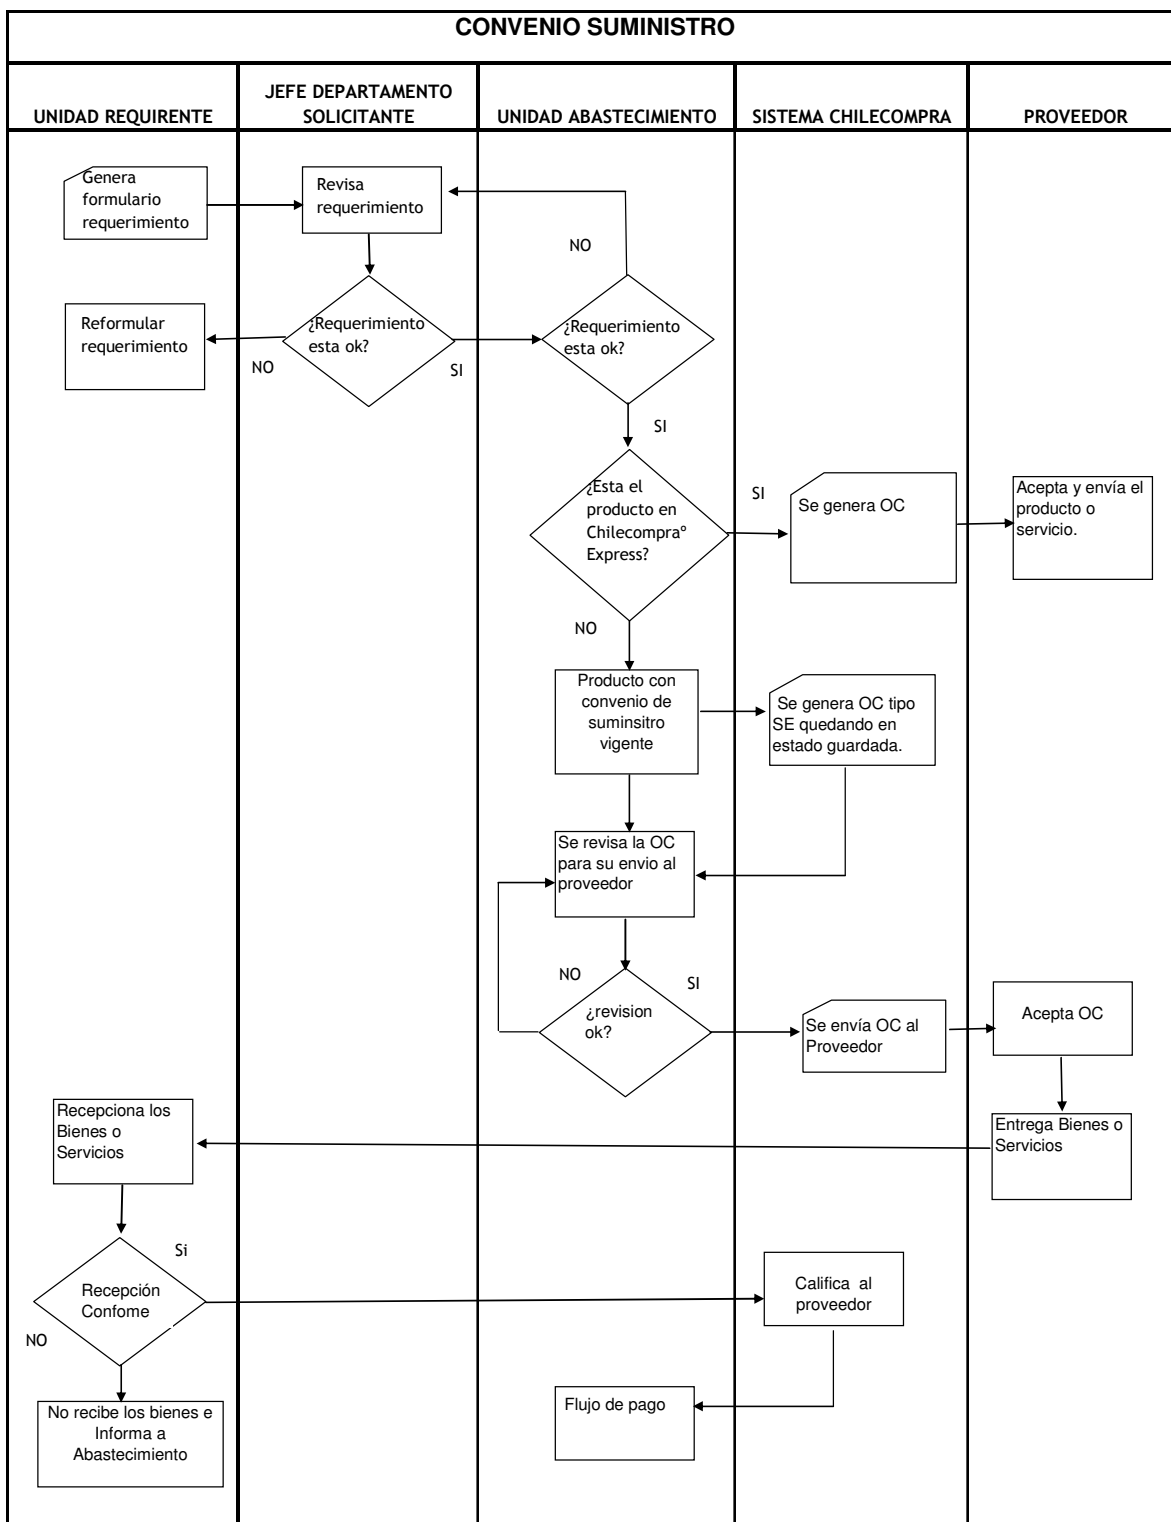 CONVENIO SUMINISTRO
UNIDAD REQUIRENTE
JEFE DEPARTAMENTO
SOLICITANTE
UNIDAD ABASTECIMIENTO
SISTEMA CHILECOMPRA
PROVEEDOR
Genera
formulario
requerimiento
Revisa
requerimiento
NO
Reformular
requerimiento
¿Requerimiento
esta ok?
NO
SI
¿Requerimiento
esta ok?
SI
¿Esta el
producto en
Chilecompraº
Express?
SI
Se genera OC
Acepta y envía el
producto o
servicio.
NO
Producto con
convenio de
suminsitro
vigente
Se genera OC tipo
SE quedando en
estado guardada.
Se revisa la OC
para su envio al
proveedor
NO
SI
¿revision
ok?
Se envía OC al
Proveedor
Acepta OC
Recepciona los
Bienes o
Servicios
Entrega Bienes o
Servicios
Si
Recepción
Confome
NO
Califica al
proveedor
No recibe los bienes e
Informa a
Abastecimiento
Flujo de pago